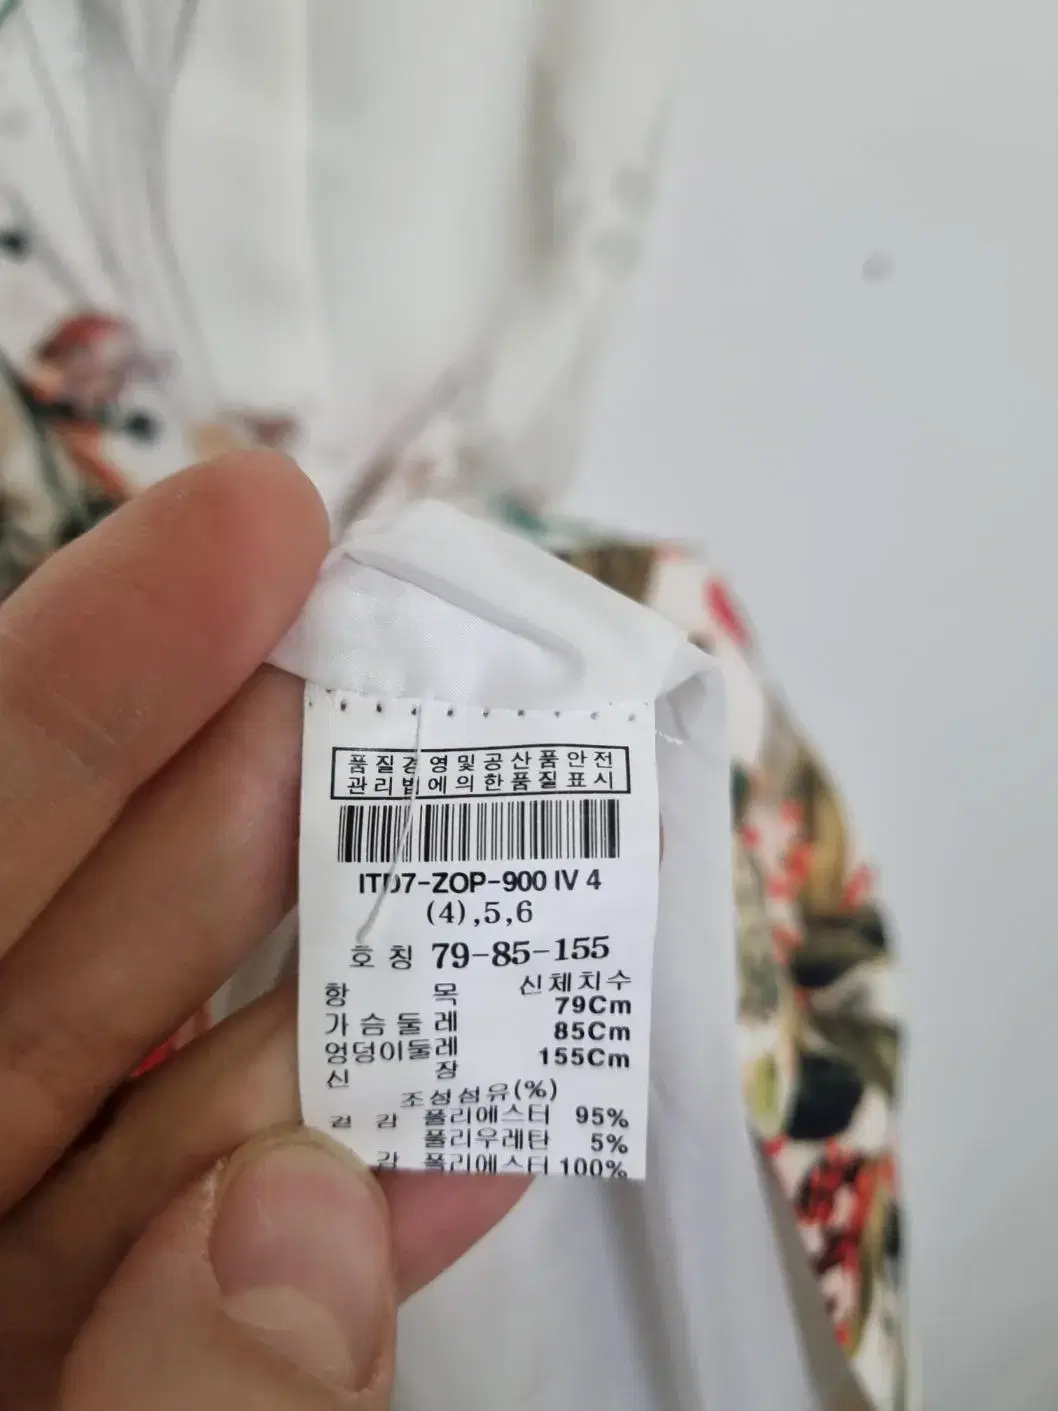 품질경영및공산품안전
관리법에의한품질표시
ITD7-ZOP-900 IV 4
(4),5,6
호 칭 79-85-155
항 목 신체치수
가슴둘레 79Cm
엉덩이둘레 85Cm
신 장 155Cm
조성섬유(%)
겉 감 폴리에스터 95%
폴리우레탄 5%
감 폴리에스터 100%